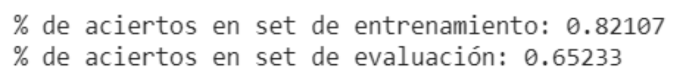 % de aciertos en set de entrenamiento: 0.82107
% de aciertos en set de evaluación: 0.65233